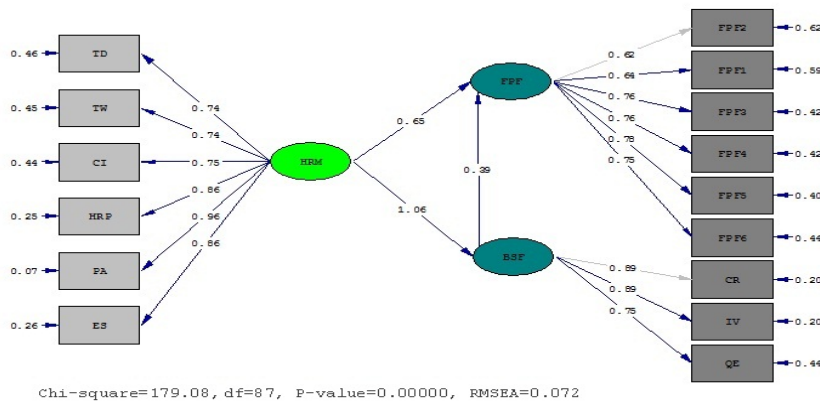 0.46 TD
0.45 TW
0.44 CI
0.25 HRP
0.07 PA
0.26 ES
0.74
0.74
0.75
0.86
0.96
0.86
HRM
0.65
1.06
FPF
0.39
BSF
0.62
0.64
0.76
0.76
0.78
0.75
0.89
0.89
0.75
FPF2 0.62
FPF1 0.59
FPF3 0.42
FPF4 0.42
FPF5 0.40
FPF6 0.44
CR 0.20
IV 0.20
QE 0.44
Chi-square=179.08, df=87, P-value=0.00000, RMSEA=0.072